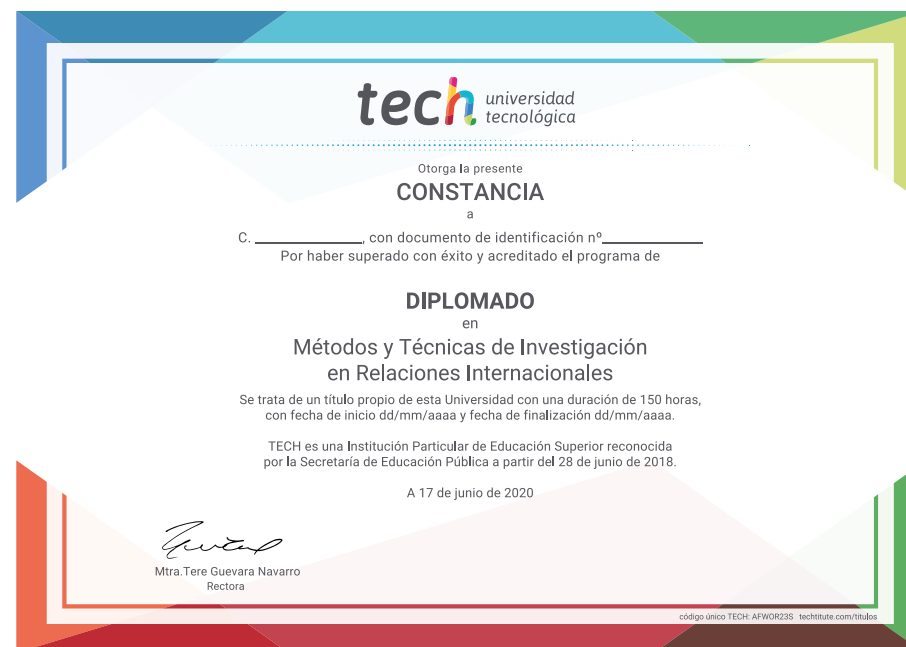 tech universidad
tecnológica
Otorga la presente
CONSTANCIA
a
C. ______________, con documento de identificación nº_____________
Por haber superado con éxito y acreditado el programa de
DIPLOMADO
en
Métodos y Técnicas de Investigación
en Relaciones Internacionales
Se trata de un título propio de esta Universidad con una duración de 150 horas,
con fecha de inicio dd/mm/aaaa y fecha de finalización dd/mm/aaaa.
TECH es una Institución Particular de Educación Superior reconocida
por la Secretaría de Educación Pública a partir del 28 de junio de 2018.
A 17 de junio de 2020
Mtra.Tere Guevara Navarro
Rectora
código único TECH: AFWOR23S techtitute.com/titulos